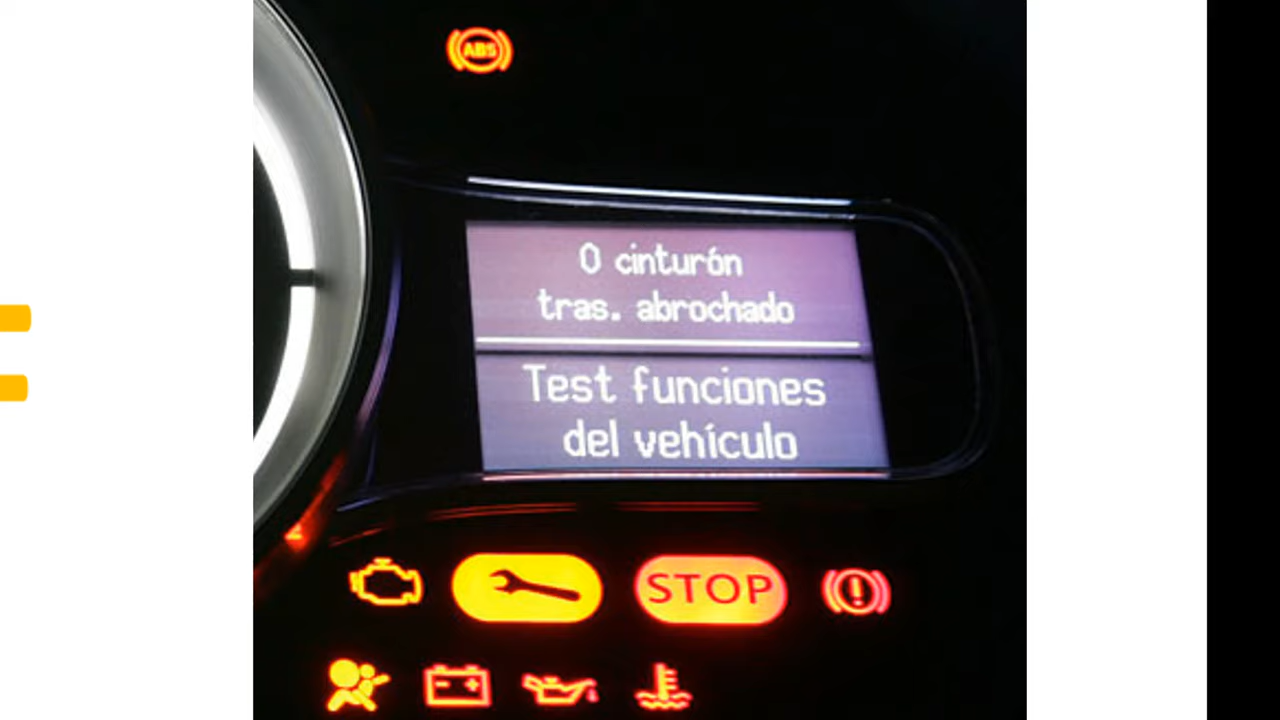 ABS
0 cinturón
tras. abrochado
Test funciones
del vehículo
STOP